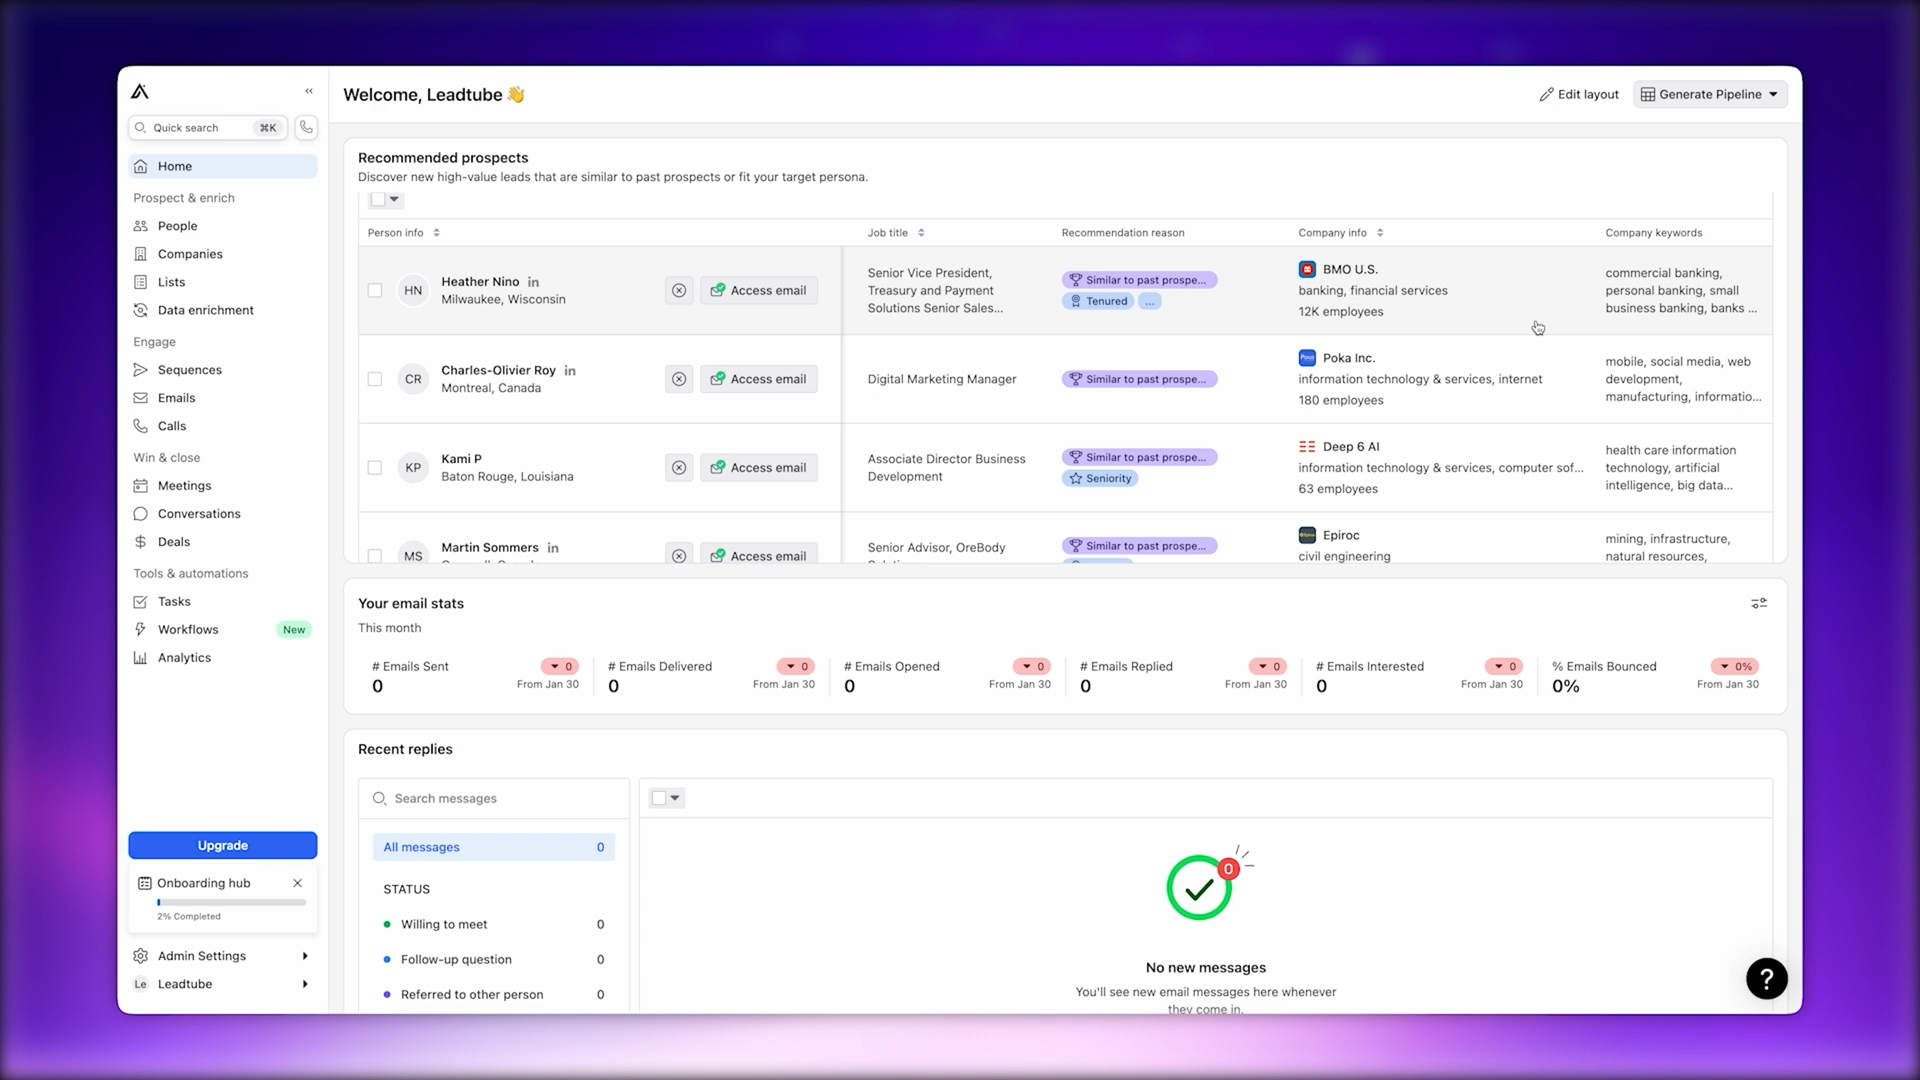 Welcome, Leadtube 👋
Edit layout
Generate Pipeline
Quick search
⌘K
Home
Prospect & enrich
People
Companies
Lists
Data enrichment
Engage
Sequences
Emails
Calls
Win & close
Meetings
Conversations
Deals
Tools & automations
Tasks
Workflows
New
Analytics
Upgrade
Onboarding hub
2% Completed
Admin Settings
Le
Leadtube
Recommended prospects
Discover new high-value leads that are similar to past prospects or fit your target persona.
Person info
Job title
Recommendation reason
Company info
Company keywords
HN
Heather Nino in
Milwaukee, Wisconsin
Access email
Senior Vice President,
Treasury and Payment
Solutions Senior Sales...
Similar to past prospe...
Tenured
...
BMO U.S.
banking, financial services
12K employees
commercial banking,
personal banking, small
business banking, banks ...
CR
Charles-Olivier Roy in
Montreal, Canada
Access email
Digital Marketing Manager
Similar to past prospe...
Poka Inc.
information technology & services, internet
180 employees
mobile, social media, web
development,
manufacturing, informatio...
KP
Kami P
Baton Rouge, Louisiana
Access email
Associate Director Business
Development
Similar to past prospe...
Seniority
Deep 6 AI
information technology & services, computer sof...
63 employees
health care information
technology, artificial
intelligence, big data...
MS
Martin Sommers in
Access email
Senior Advisor, OreBody
Similar to past prospe...
Epiroc
civil engineering
mining, infrastructure,
natural resources,
Your email stats
This month
# Emails Sent
0
0
From Jan 30
# Emails Delivered
0
0
From Jan 30
# Emails Opened
0
0
From Jan 30
# Emails Replied
0
0
From Jan 30
# Emails Interested
0
0
From Jan 30
% Emails Bounced
0%
0%
From Jan 30
Recent replies
Search messages
All messages 0
STATUS
Willing to meet 0
Follow-up question 0
Referred to other person 0
0
No new messages
You'll see new email messages here whenever
they come in.
?